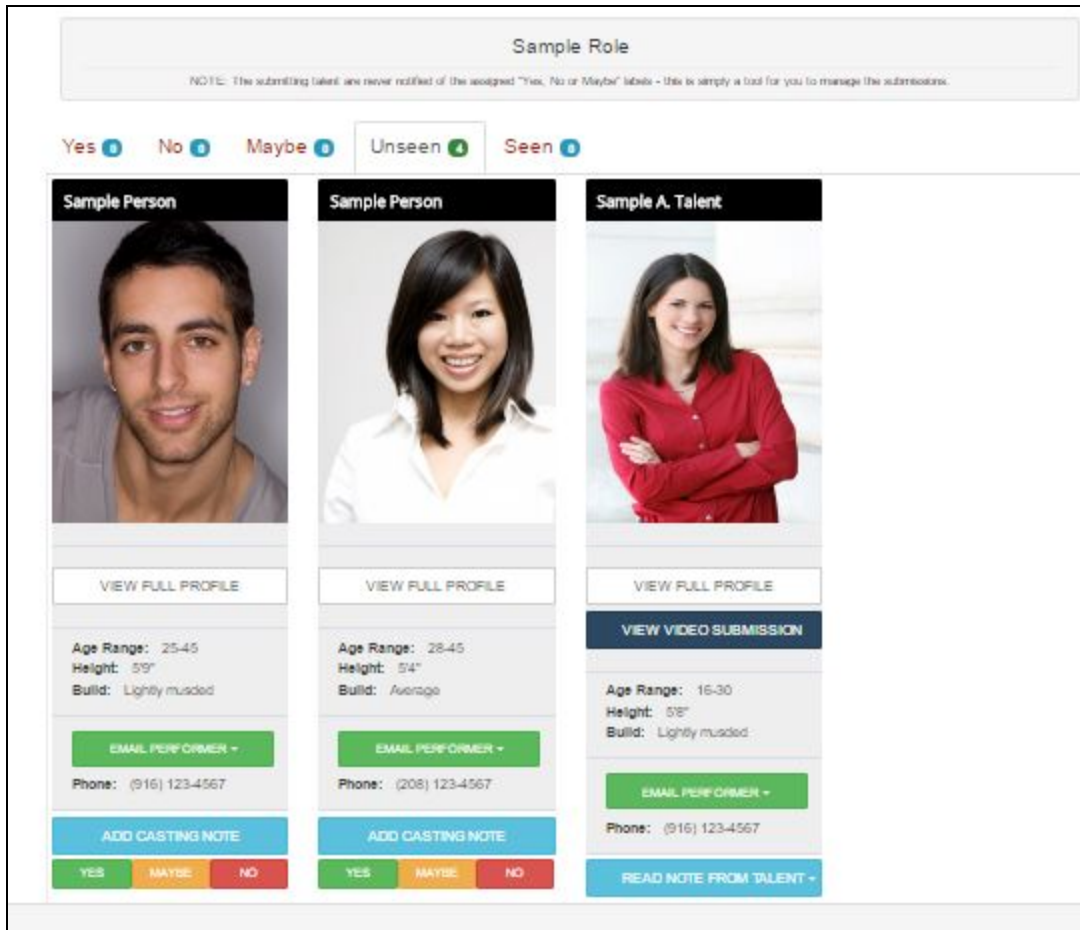 Sample Role
NOTE: The submitting talent are never notified of the assigned "Yes, No or Maybe" labels - this is simply a tool for you to manage the submissions.
Yes 0 No 0 Maybe 0 Unseen 4 Seen 0
Sample Person
VIEW FULL PROFILE
Age Range: 25-45
Height: 5'9"
Build: Lightly muscled
EMAIL PERFORMER
Phone: (916) 123-4567
ADD CASTING NOTE
YES MAYBE NO
Sample Person
VIEW FULL PROFILE
Age Range: 28-45
Height: 5'4"
Build: Average
EMAIL PERFORMER
Phone: (208) 123-4567
ADD CASTING NOTE
YES MAYBE NO
Sample A. Talent
VIEW FULL PROFILE
VIEW VIDEO SUBMISSION
Age Range: 16-30
Height: 5'8"
Build: Lightly muscled
EMAIL PERFORMER
Phone: (916) 123-4567
READ NOTE FROM TALENT